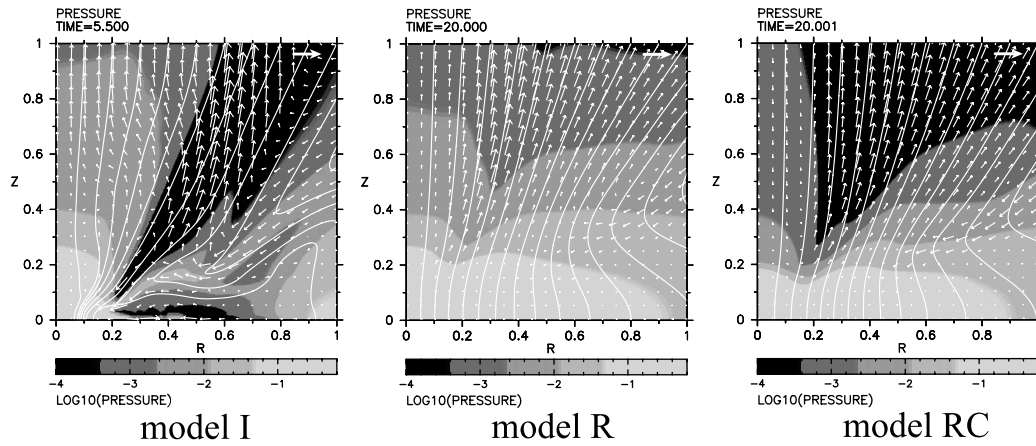 PRESSURE
TIME=5.500
1
0.8
0.6
Z
0.4
0.2
0
0 0.2 0.4 0.6 0.8 1
R
−4 −3 −2 −1
LOG10(PRESSURE)
model I
PRESSURE
TIME=20.000
1
0.8
0.6
Z
0.4
0.2
0
0 0.2 0.4 0.6 0.8 1
R
−4 −3 −2 −1
LOG10(PRESSURE)
model R
PRESSURE
TIME=20.001
1
0.8
0.6
Z
0.4
0.2
0
0 0.2 0.4 0.6 0.8 1
R
−4 −3 −2 −1
LOG10(PRESSURE)
model RC